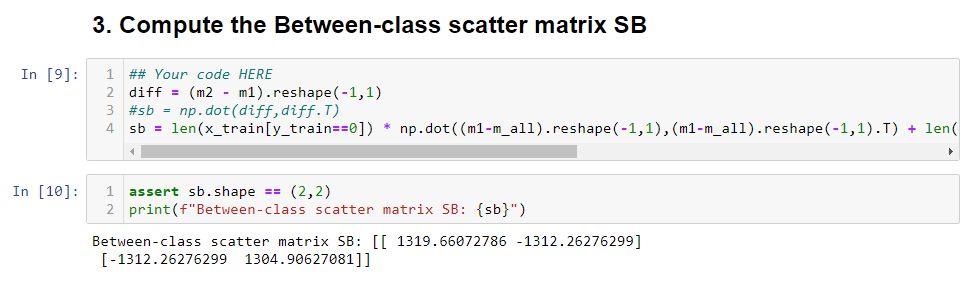 3. Compute the Between-class scatter matrix SB
In [9]:
1 ## Your code HERE
2 diff = (m2 - m1).reshape(-1,1)
3 #sb = np.dot(diff,diff.T)
4 sb = len(x_train[y_train==0]) * np.dot((m1-m_all).reshape(-1,1),(m1-m_all).reshape(-1,1).T) + len(
In [10]:
1 assert sb.shape == (2,2)
2 print(f"Between-class scatter matrix SB: {sb}")
Between-class scatter matrix SB: [[ 1319.66072786 -1312.26276299]
[-1312.26276299 1304.90627081]]